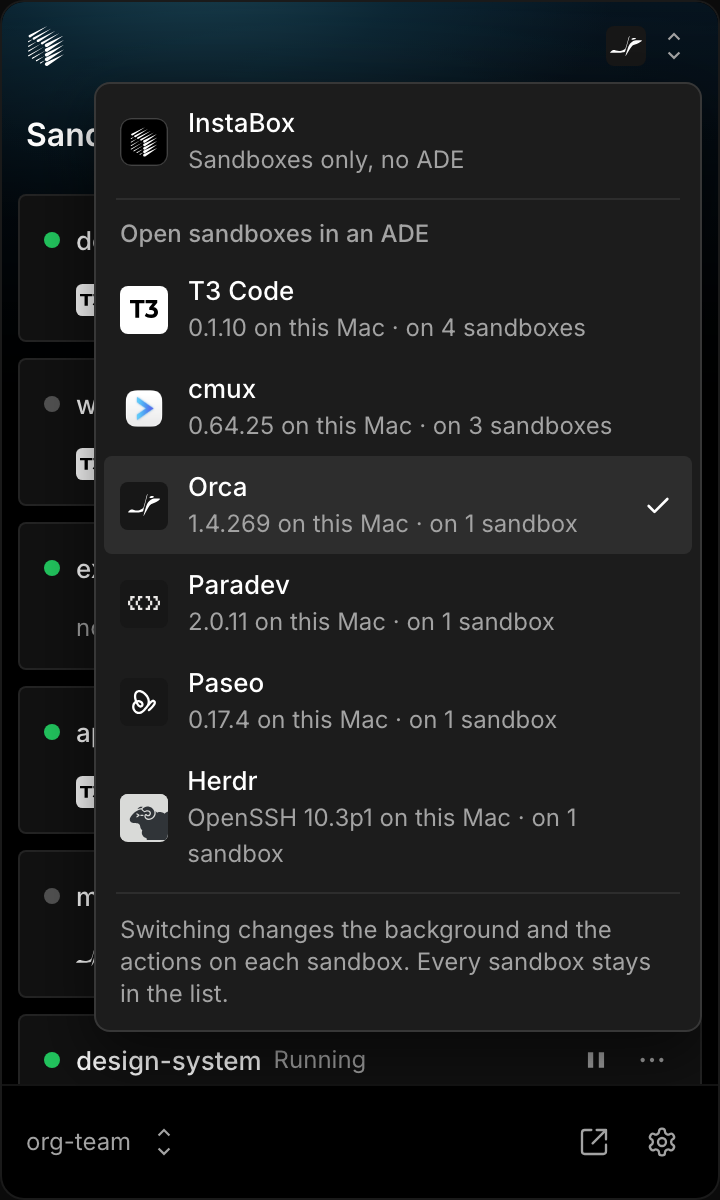 Sand
InstaBox
Sandboxes only, no ADE
Open sandboxes in an ADE
T3
T3 Code
0.1.10 on this Mac · on 4 sandboxes
cmux
0.64.25 on this Mac · on 3 sandboxes
Orca
1.4.269 on this Mac · on 1 sandbox
Paradev
2.0.11 on this Mac · on 1 sandbox
Paseo
0.17.4 on this Mac · on 1 sandbox
Herdr
OpenSSH 10.3p1 on this Mac · on 1
sandbox
Switching changes the background and the
actions on each sandbox. Every sandbox stays
in the list.
design-system Running
org-team